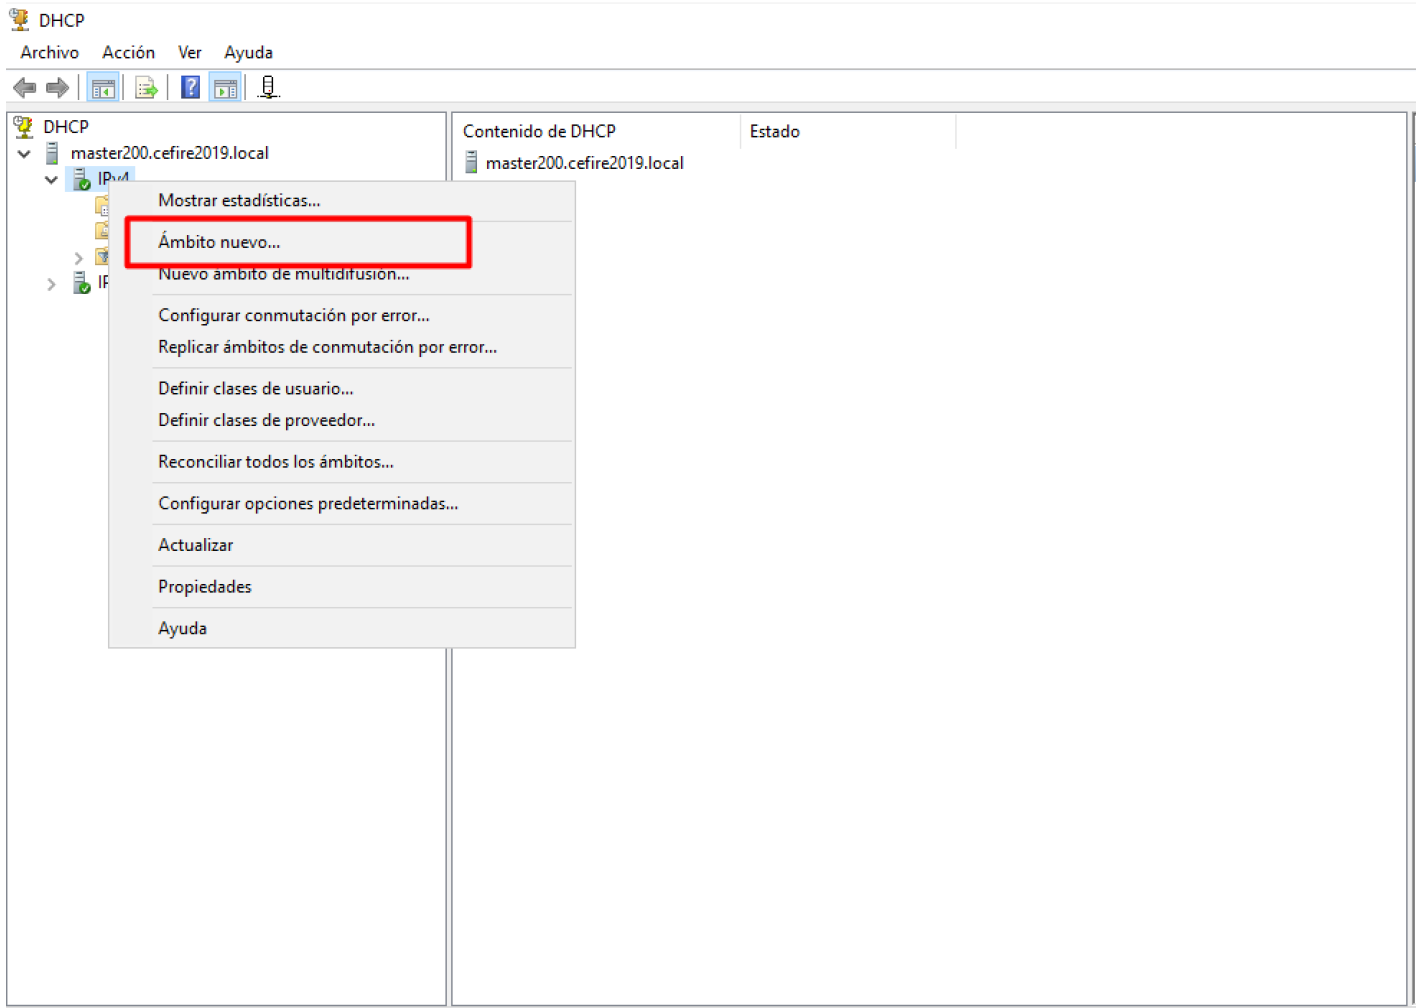 DHCP
Archivo Acción Ver Ayuda
DHCP
master200.cefire2019.local
IPv4
Contenido de DHCP Estado
master200.cefire2019.local
Mostrar estadísticas...
Ámbito nuevo...
Nuevo ámbito de multidifusión...
Configurar conmutación por error...
Replicar ámbitos de conmutación por error...
Definir clases de usuario...
Definir clases de proveedor...
Reconciliar todos los ámbitos...
Configurar opciones predeterminadas...
Actualizar
Propiedades
Ayuda